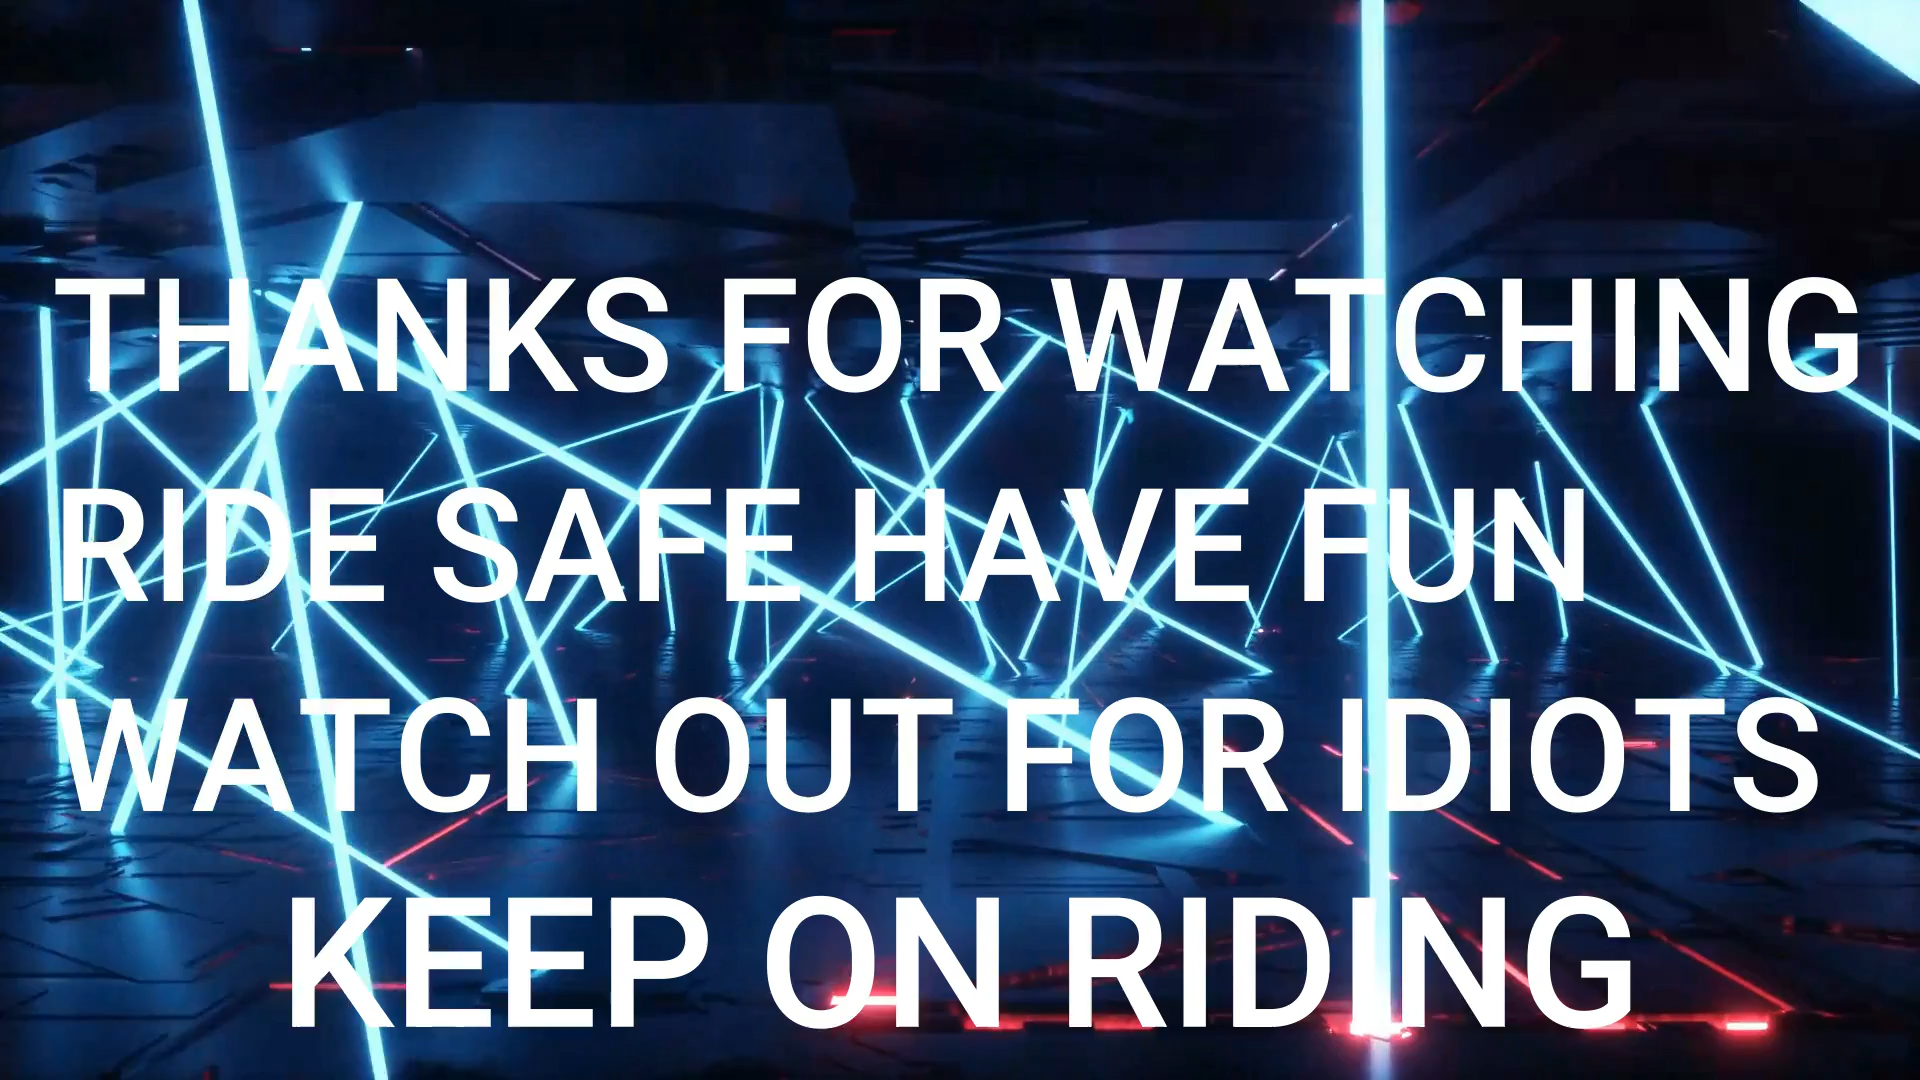 THANKS FOR WATCHING
RIDE SAFE HAVE FUN
WATCH OUT FOR IDIOTS
KEEP ON RIDING